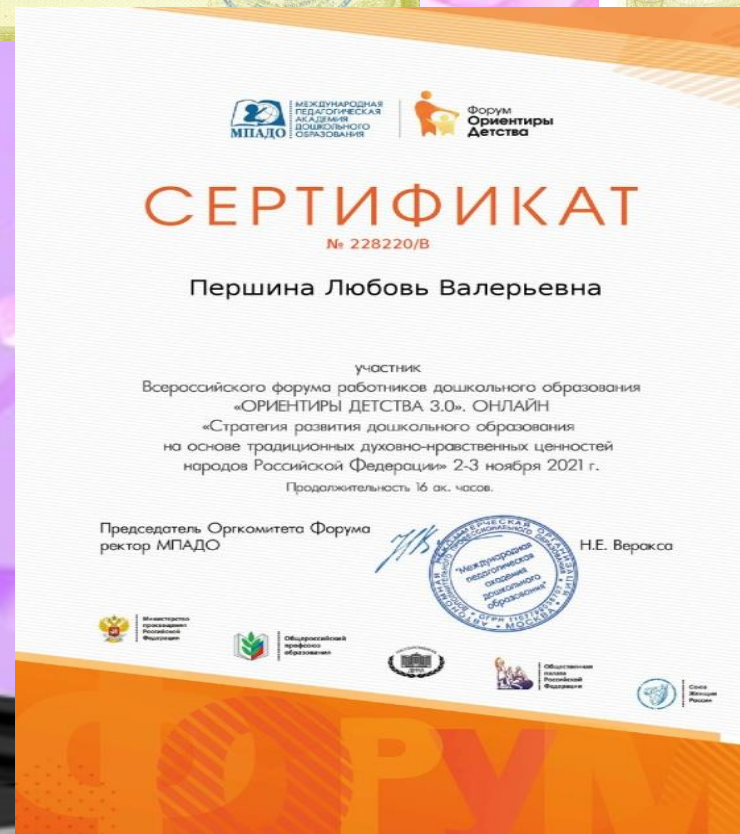 МПАДО
МЕЖДУНАРОДНАЯ
ПЕДАГОГИЧЕСКАЯ
АКАДЕМИЯ
ДОШКОЛЬНОГО
ОБРАЗОВАНИЯ
Форум
Ориентиры
Детства
СЕРТИФИКАТ
№ 228220/В
Першина Любовь Валерьевна
участник
Всероссийского форума работников дошкольного образования
«ОРИЕНТИРЫ ДЕТСТВА 3.0». ОНЛАЙН
«Стратегия развития дошкольного образования
на основе традиционных духовно-нравственных ценностей
народов Российской Федерации» 2-3 ноября 2021 г.
Продолжительность 16 ак. часов.
Председатель Оргкомитета Форума
ректор МПАДО
"Международная
педагогическая
академия
дошкольного
образования"
МОСКВА
Н.Е. Веракса
Министерство
просвещения
Российской
Федерации
Общероссийский
профсоюз
образования
Общественная
палата
Российской
Федерации
Союз
Женщин
России
ФОРУМ